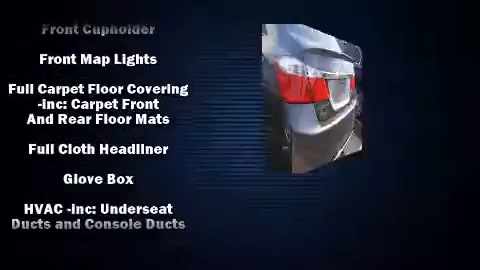 Front Cupholder
Front Map Lights
Full Carpet Floor Covering
-inc: Carpet Front
And Rear Floor Mats
Full Cloth Headliner
Glove Box
HVAC -inc: Underseat
Ducts and Console Ducts